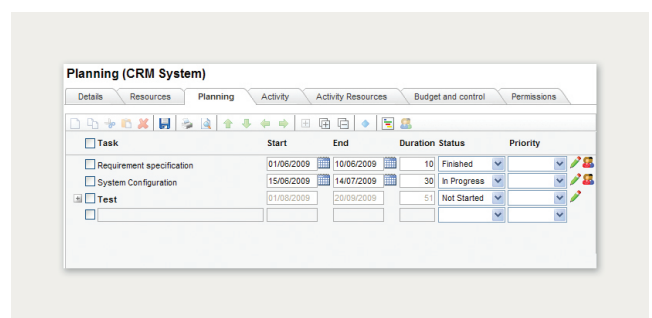 Planning (CRM System)
Details Resources Planning Activity Activity Resources Budget and control Permissions
Task Start End Duration Status Priority
Requirement specification 01/06/2009 10/06/2009 10 Finished
System Configuration 15/06/2009 14/07/2009 30 In Progress
Test 01/08/2009 20/09/2009 51 Not Started